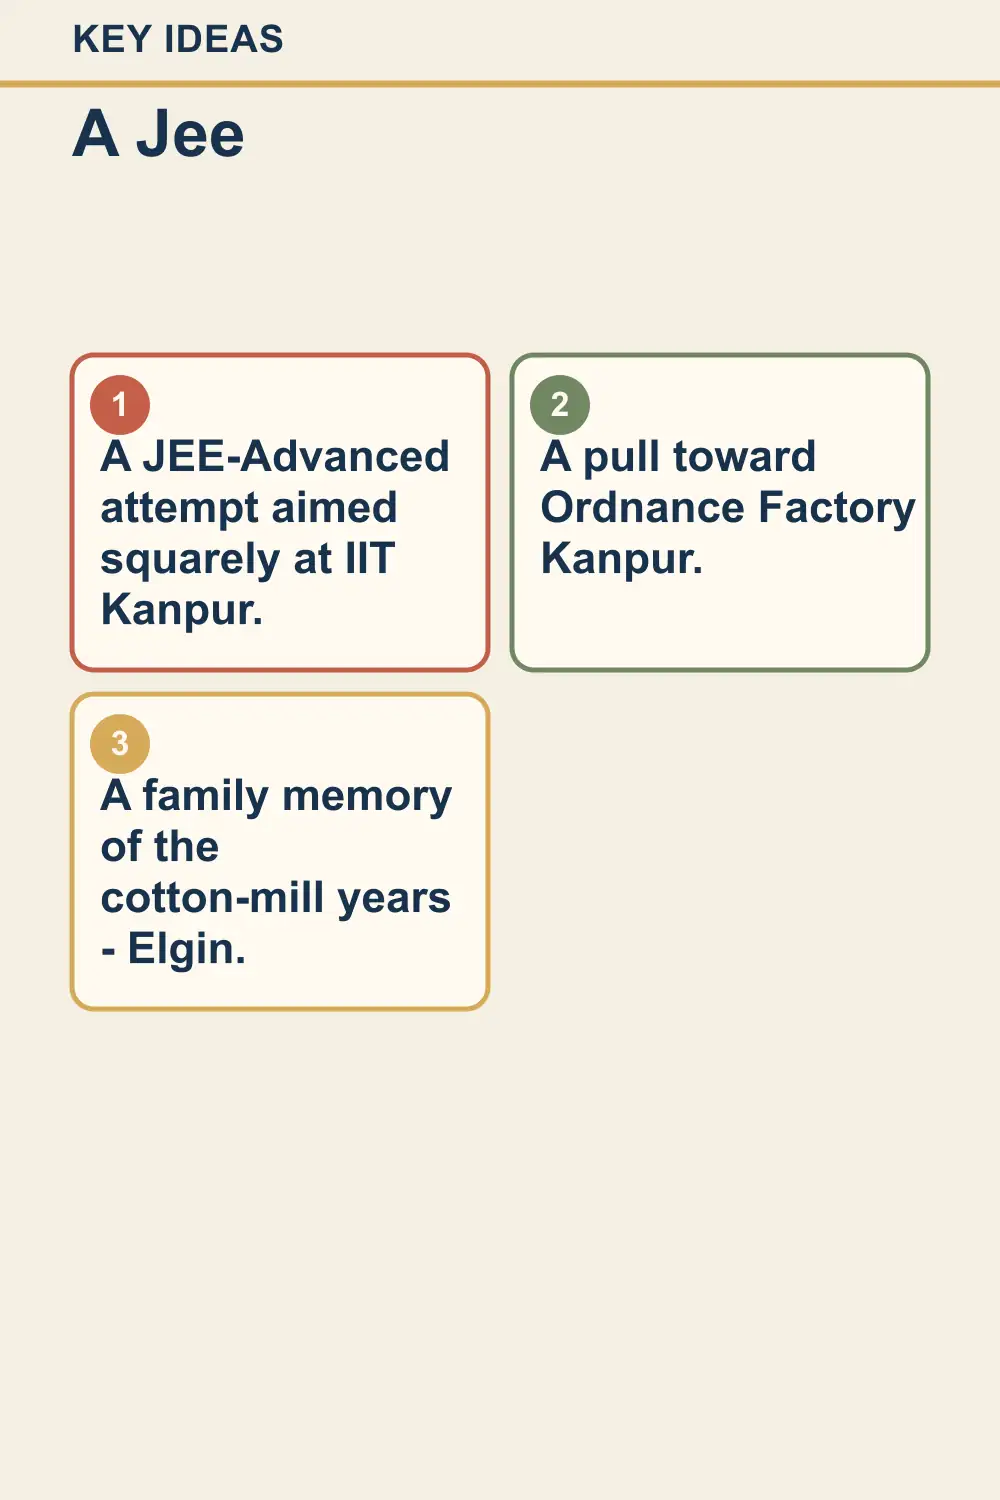 KEY IDEAS
A Jee
1
A JEE-Advanced
attempt aimed
squarely at IIT
Kanpur.
2
A pull toward
Ordnance Factory
Kanpur.
3
A family memory
of the
cotton-mill years
- Elgin.